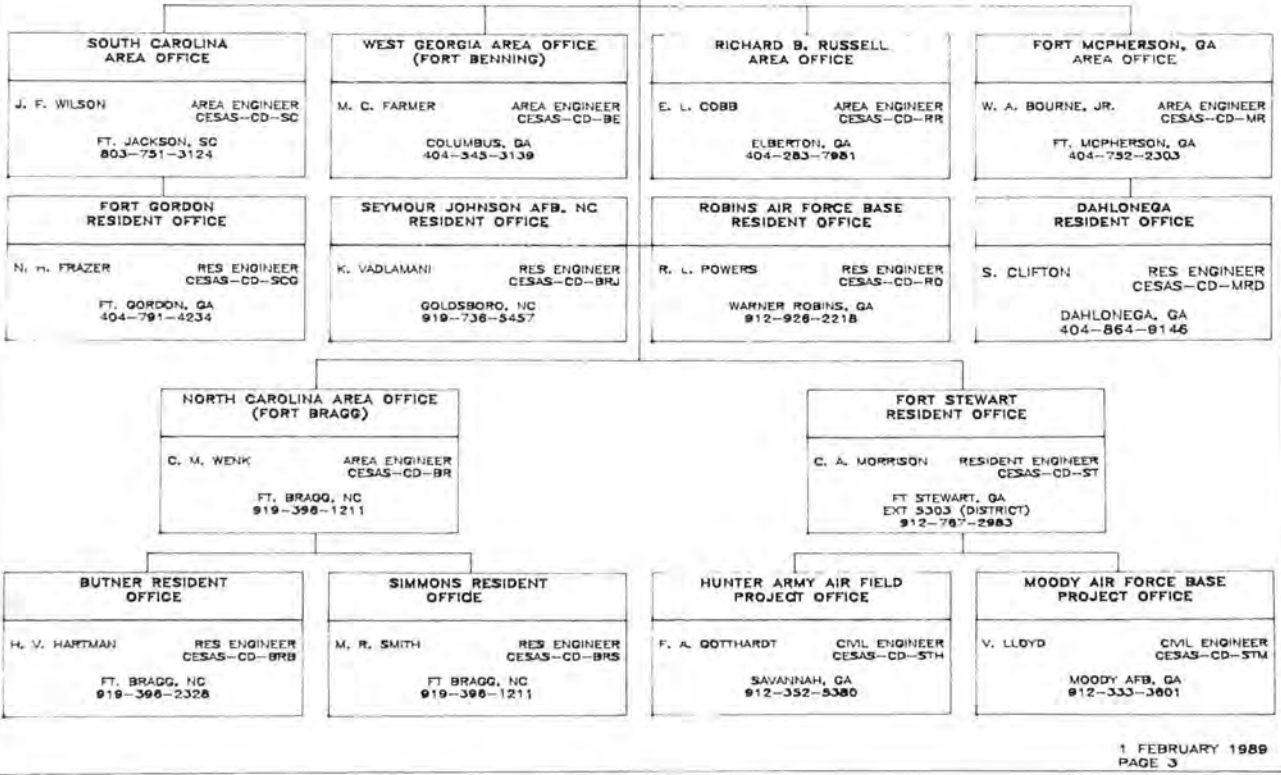 SOUTH CAROLINA
AREA OFFICE
J. F. WILSON AREA ENGINEER
CESAS-CD-SC
FT. JACKSON, SC
803-751-3124
WEST GEORGIA AREA OFFICE
(FORT BENNING)
M. C. FARMER AREA ENGINEER
CESAS-CD-BE
COLUMBUS, GA
404-545-3139
RICHARD B. RUSSELL
AREA OFFICE
E. L. COBB AREA ENGINEER
CESAS-CD-RR
ELBERTON, GA
404-283-7981
FORT MCPHERSON, GA
AREA OFFICE
W. A. BOURNE, JR. AREA ENGINEER
CESAS-CD-MR
FT. MCPHERSON, GA
404-752-2303
FORT GORDON
RESIDENT OFFICE
N. H. FRAZER RES ENGINEER
CESAS-CD-SCG
FT. GORDON, GA
404-791-4234
SEYMOUR JOHNSON AFB, NC
RESIDENT OFFICE
K. VADLAMANI RES ENGINEER
CESAS-CD-BRJ
GOLDSBORO, NC
919-736-5457
ROBINS AIR FORCE BASE
RESIDENT OFFICE
R. L. POWERS RES ENGINEER
CESAS-CD-RO
WARNER ROBINS, GA
912-926-2218
DAHLONEGA
RESIDENT OFFICE
S. CLIFTON RES ENGINEER
CESAS-CD-MRD
DAHLONEGA, GA
404-864-9146
NORTH CAROLINA AREA OFFICE
(FORT BRAGG)
C. M. WENK AREA ENGINEER
CESAS-CD-BR
FT. BRAGG, NC
919-396-1211
FORT STEWART
RESIDENT OFFICE
C. A. MORRISON RESIDENT ENGINEER
CESAS-CD-ST
FT STEWART, GA
EXT 5303 (DISTRICT)
912-767-2983
BUTNER RESIDENT
OFFICE
H. V. HARTMAN RES ENGINEER
CESAS-CD-BRB
FT. BRAGG, NC
919-396-2328
SIMMONS RESIDENT
OFFICE
M. R. SMITH RES ENGINEER
CESAS-CD-BRS
FT BRAGG, NC
919-396-1211
HUNTER ARMY AIR FIELD
PROJECT OFFICE
F. A. GOTTHARDT CIVIL ENGINEER
CESAS-CD-STH
SAVANNAH, GA
912-352-5380
MOODY AIR FORCE BASE
PROJECT OFFICE
V. LLOYD CIVIL ENGINEER
CESAS-CD-STM
MOODY AFB, GA
912-333-3601
1 FEBRUARY 1989
PAGE 3